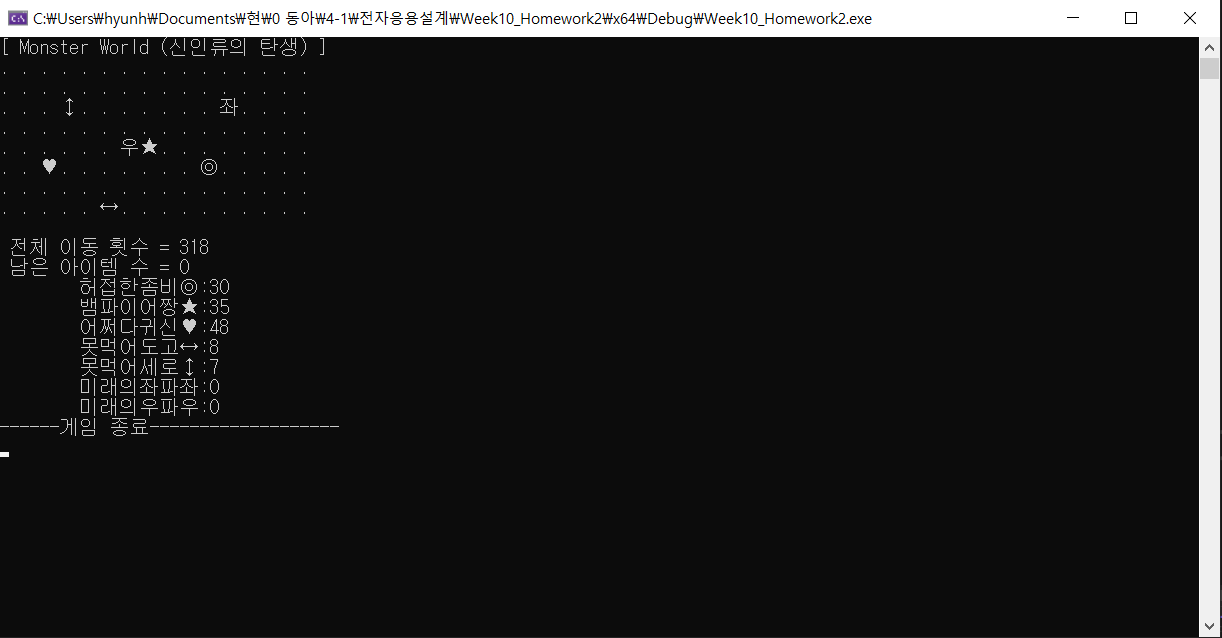 C:\Users\hyunh\Documents\현\0 동아\4-1\전자응용설계\Week10_Homework2\x64\Debug\Week10_Homework2.exe
[ Monster World (신인류의 탄생) ]
. . . . . . . . . . . . . . . .
. . . . . . . . . . . . . . . .
. . . ↕. . . . . . . 좌. . . .
. . . . . . . . . . . . . . . .
. . . . . . 우★. . . . . . . .
. . ♥. . . . . . . ◎. . . . .
. . . . . . . . . . . . . . . .
. . . . . ↔. . . . . . . . . .
전체 이동 횟수 = 318
남은 아이템 수 = 0
허접한좀비◎:30
뱀파이어짱★:35
어쩌다귀신♥:48
못먹어도고↔:8
못먹어세로↕:7
미래의좌파좌:0
미래의우파우:0
------게임 종료-------------------